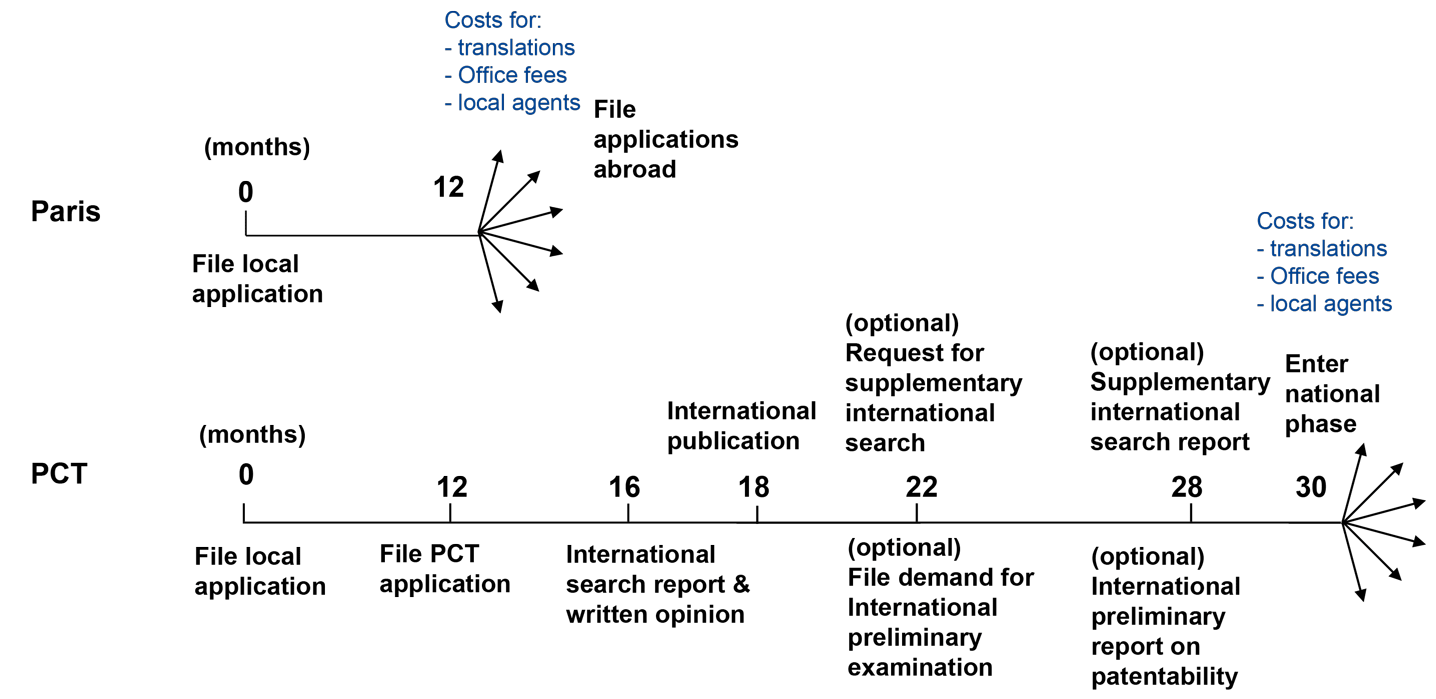 Costs for:
- translations
- Office fees
- local agents
File
applications
abroad
(months)
0
12
Paris
File local
application
Costs for:
- translations
- Office fees
- local agents
(optional)
Request for
supplementary
international
search
(optional)
Supplementary
international
search report
Enter
national
phase
International
publication
(months)
PCT
0
12
16
18
22
28
30
File local
application
File PCT
application
International
search report &
written opinion
(optional)
File demand for
International
preliminary
examination
(optional)
International
preliminary
report on
patentability